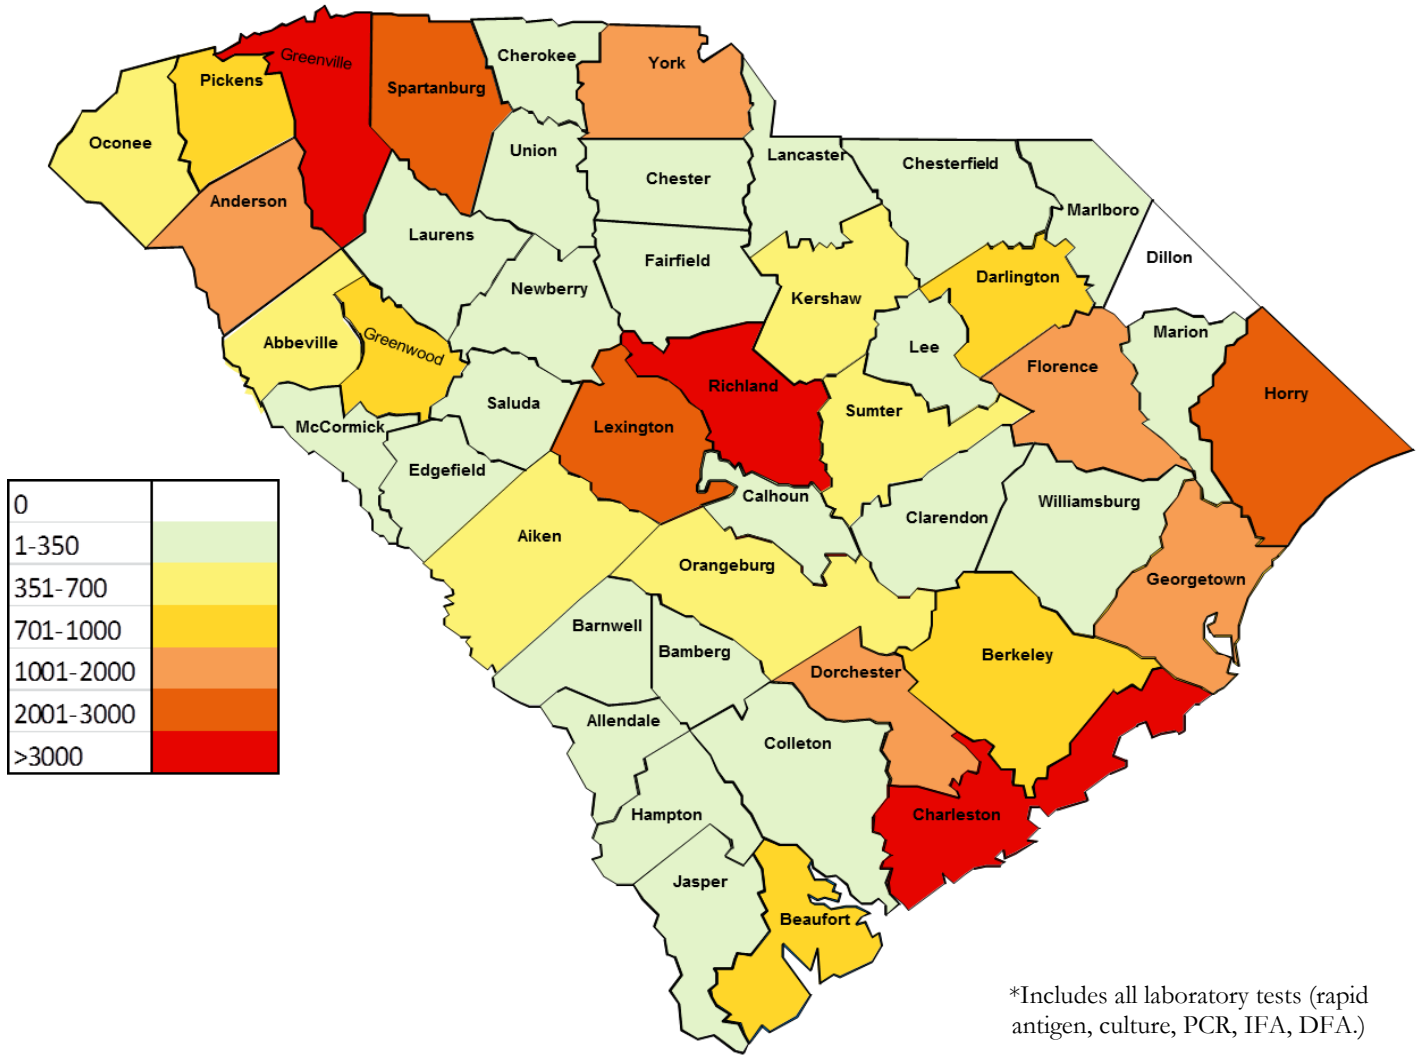 Cherokee
York
Greenville
Pickens
Spartanburg
Oconee
Union
Lancaster
Chesterfield
Chester
Anderson
Marlboro
Laurens
Dillon
Fairfield
Darlington
Newberry
Kershaw
Marion
Abbeville
Greenwood
Lee
Florence
Richland
Horry
Saluda
Sumter
McCormick
Lexington
Edgefield
Calhoun
Williamsburg
Clarendon
Aiken
Orangeburg
Georgetown
Barnwell
Bamberg
Berkeley
Dorchester
Allendale
Colleton
Hampton
Charleston
Jasper
Beaufort
0
1-350
351-700
701-1000
1001-2000
2001-3000
>3000
*Includes all laboratory tests (rapid
antigen, culture, PCR, IFA, DFA.)